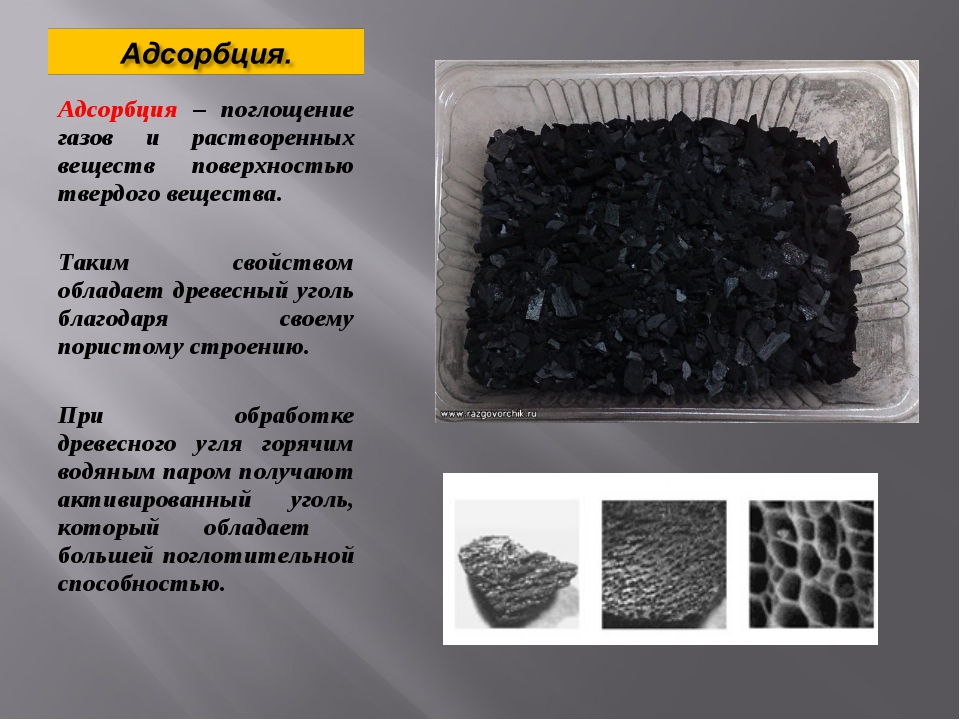 Адсорбция.
Адсорбция – поглощение
газов и растворенных
веществ поверхностью
твердого вещества.
Таким свойством
обладает древесный уголь
благодаря своему
пористому строению.
При обработке
древесного угля горячим
водяным паром получают
активированный уголь,
который обладает
большей поглотительной
способностью.
www.razgovorchik.ru